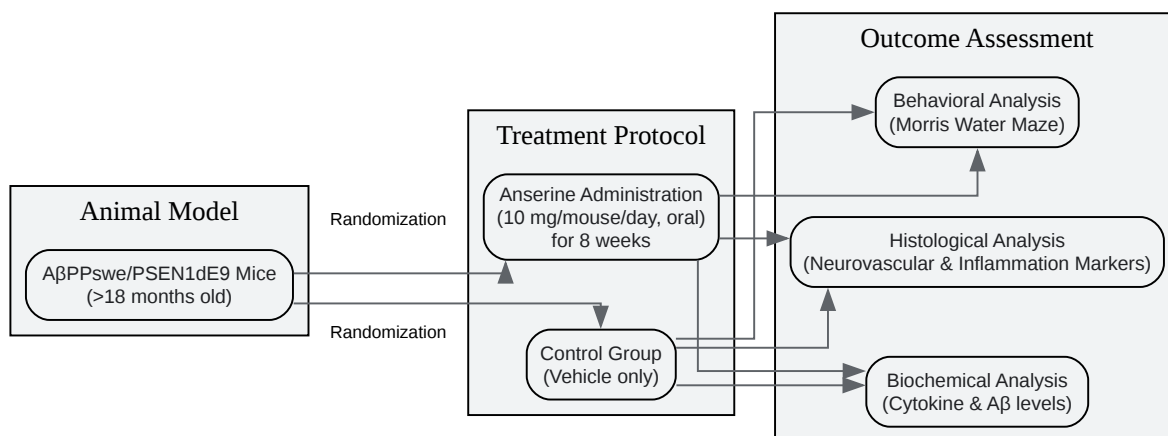 Animal Model
AβPPswe/PSEN1dE9 Mice
(>18 months old)
Randomization
Randomization
Treatment Protocol
Anserine Administration
(10 mg/mouse/day, oral)
for 8 weeks
Control Group
(Vehicle only)
Outcome Assessment
Behavioral Analysis
(Morris Water Maze)
Histological Analysis
(Neurovascular & Inflammation Markers)
Biochemical Analysis
(Cytokine & Aβ levels)